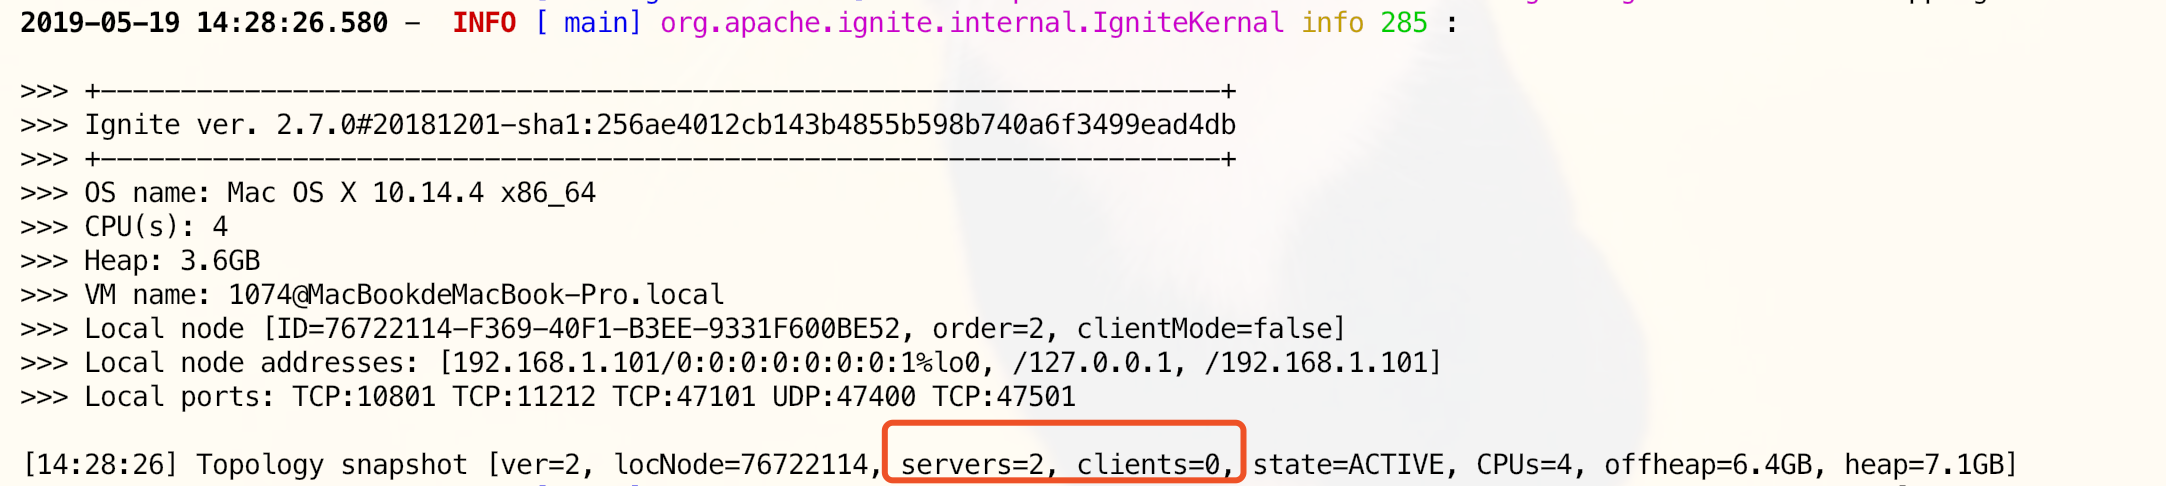 2019-05-19 14:28:26.580 - INFO [ main] org.apache.ignite.internal.IgniteKernal info 285 :
>>> +----------------------------------------------------------------------+
>>> Ignite ver. 2.7.0#20181201-sha1:256ae4012cb143b4855b598b740a6f3499ead4db
>>> +----------------------------------------------------------------------+
>>> OS name: Mac OS X 10.14.4 x86_64
>>> CPU(s): 4
>>> Heap: 3.6GB
>>> VM name: 1074@MacBookdeMacBook-Pro.local
>>> Local node [ID=76722114-F369-40F1-B3EE-9331F600BE52, order=2, clientMode=false]
>>> Local node addresses: [192.168.1.101/0:0:0:0:0:0:0:1%lo0, /127.0.0.1, /192.168.1.101]
>>> Local ports: TCP:10801 TCP:11212 TCP:47101 UDP:47400 TCP:47501
[14:28:26] Topology snapshot [ver=2, locNode=76722114, servers=2, clients=0, state=ACTIVE, CPUs=4, offheap=6.4GB, heap=7.1GB]